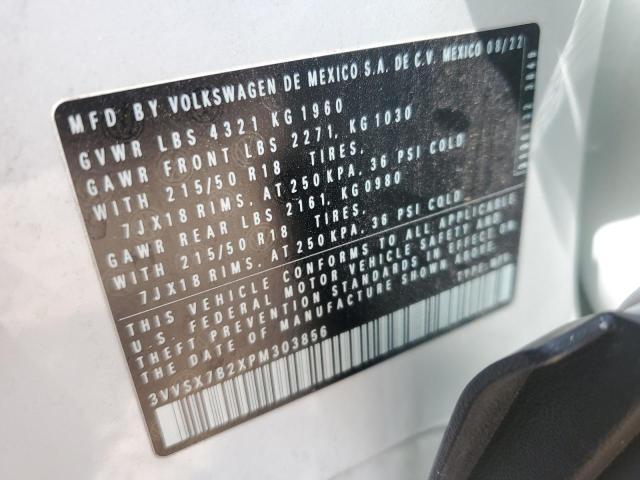 MFD. BY VOLKSWAGEN DE MEXICO S.A. DE C.V. MEXICO 08/22
GVWR LBS 4321 KG 1960
GAWR FRONT LBS 2271, KG 1030
WITH 215/50 R18 TIRES.
7JX18 RIMS. AT 250 KPA. 36 PSI COLD
GAWR REAR LBS 2161, KG 0980
WITH 215/50 R18 TIRES.
7JX18 RIMS. AT 250 KPA. 36 PSI COLD.
THIS VEHICLE CONFORMS TO ALL APPLICABLE
U. S. FEDERAL MOTOR VEHICLE SAFETY AND
THEFT PREVENTION STANDARDS IN EFFECT ON
THE DATE OF MANUFACTURE SHOWN ABOVE.
TYPE: MPV
3VVSX7B2XPM303856